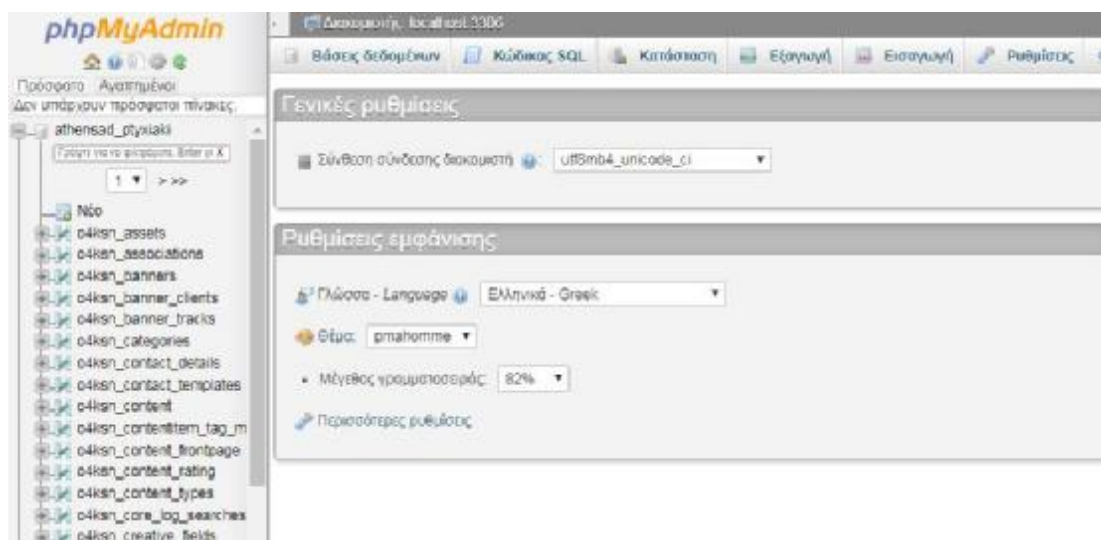 phpMyAdmin
Πρόσφατα Αγαπημένοι
Δεν υπάρχουν πρόσφατοι πίνακες.
athensad_ptyxiaki
1 > >>
Νέο
o4ksn_assets
o4ksn_associations
o4ksn_banners
o4ksn_banner_clients
o4ksn_banner_tracks
o4ksn_categories
o4ksn_contact_details
o4ksn_contact_templates
o4ksn_content
o4ksn_contentitem_tag_m
o4ksn_content_frontpage
o4ksn_content_rating
o4ksn_content_types
o4ksn_core_log_searches
o4ksn_creative_fields
Διακομιστής: localhost:3306
Βάσεις δεδομένων Κώδικας SQL Κατάσταση Εξαγωγή Εισαγωγή Ρυθμίσεις
Γενικές ρυθμίσεις
Σύνθεση σύνδεσης διακομιστή : utf8mb4_unicode_ci
Ρυθμίσεις εμφάνισης
Γλώσσα - Language Ελληνικά - Greek
Θέμα: pmahomme
Μέγεθος γραμματοσειράς: 82%
Περισσότερες ρυθμίσεις